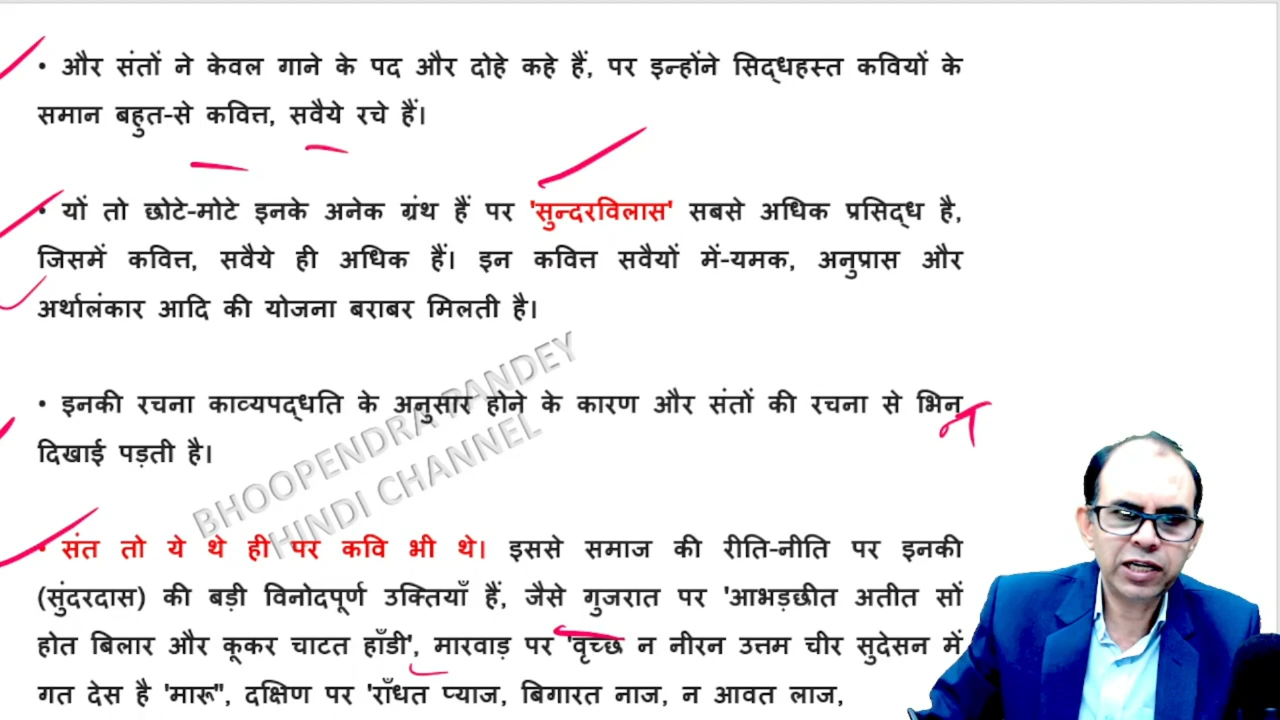 • और संतों ने केवल गाने के पद और दोहे कहे हैं, पर इन्होंने सिद्धहस्त कवियों के
समान बहुत-से कवित्त, सवैये रचे हैं।
• यों तो छोटे-मोटे इनके अनेक ग्रंथ हैं पर 'सुन्दरविलास' सबसे अधिक प्रसिद्ध है,
जिसमें कवित्त, सवैये ही अधिक हैं। इन कवित्त सवैयों में-यमक, अनुप्रास और
अर्थालंकार आदि की योजना बराबर मिलती है।
• इनकी रचना काव्यपद्धति के अनुसार होने के कारण और संतों की रचना से भिन
दिखाई पड़ती है।
• संत तो ये थे ही पर कवि भी थे। इससे समाज की रीति-नीति पर इनकी
(सुंदरदास) की बड़ी विनोदपूर्ण उक्तियाँ हैं, जैसे गुजरात पर 'आभड़छीत अतीत सों
होत बिलार और कूकर चाटत हाँडी', मारवाड़ पर 'वृच्छ न नीरन उत्तम चीर सुदेसन में
गत देस है 'मारू", दक्षिण पर 'राँधत प्याज, बिगारत नाज, न आवत लाज,
BHOOPENDRA PANDEY
HINDI CHANNEL